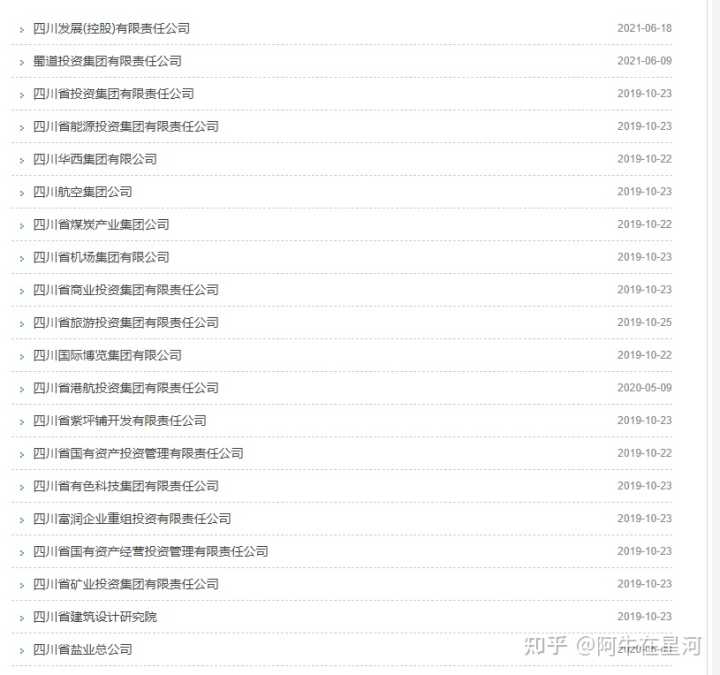 四川发展(控股)有限责任公司 2021-06-18
蜀道投资集团有限责任公司 2021-06-09
四川省投资集团有限责任公司 2019-10-23
四川省能源投资集团有限责任公司 2019-10-23
四川华西集团有限公司 2019-10-22
四川航空集团公司 2019-10-23
四川省煤炭产业集团公司 2019-10-22
四川省机场集团有限公司 2019-10-23
四川省商业投资集团有限责任公司 2019-10-23
四川省旅游投资集团有限责任公司 2019-10-25
四川国际博览集团有限公司 2019-10-22
四川省港航投资集团有限责任公司 2020-05-09
四川省紫坪铺开发有限责任公司 2019-10-23
四川省国有资产投资管理有限责任公司 2019-10-22
四川省有色科技集团有限责任公司 2019-10-23
四川富润企业重组投资有限责任公司 2019-10-23
四川省国有资产经营投资管理有限责任公司 2019-10-23
四川省矿业投资集团有限责任公司 2019-10-23
四川省建筑设计研究院 2019-10-23
四川省盐业总公司
知乎 @阿牛在星河